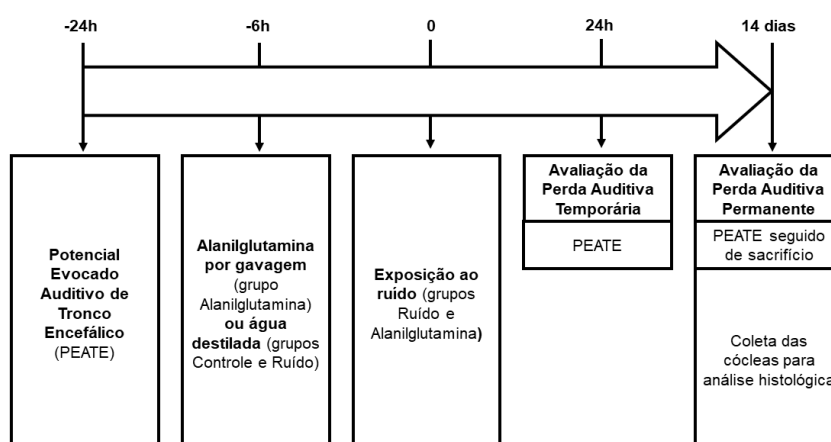 -24h
-6h
0
24h
14 dias
Potencial
Evocado
Auditivo de
Tronco
Encefálico
(PEATE)
Alanilglutamina
por gavagem
(grupo
Alanilglutamina)
ou água
destilada (grupos
Controle e Ruído)
Exposição ao
ruído (grupos
Ruído e
Alanilglutamina)
Avaliação da
Perda Auditiva
Temporária
PEATE
Avaliação da
Perda Auditiva
Permanente
PEATE seguido
de sacrifício
Coleta das
cócleas para
análise histológica